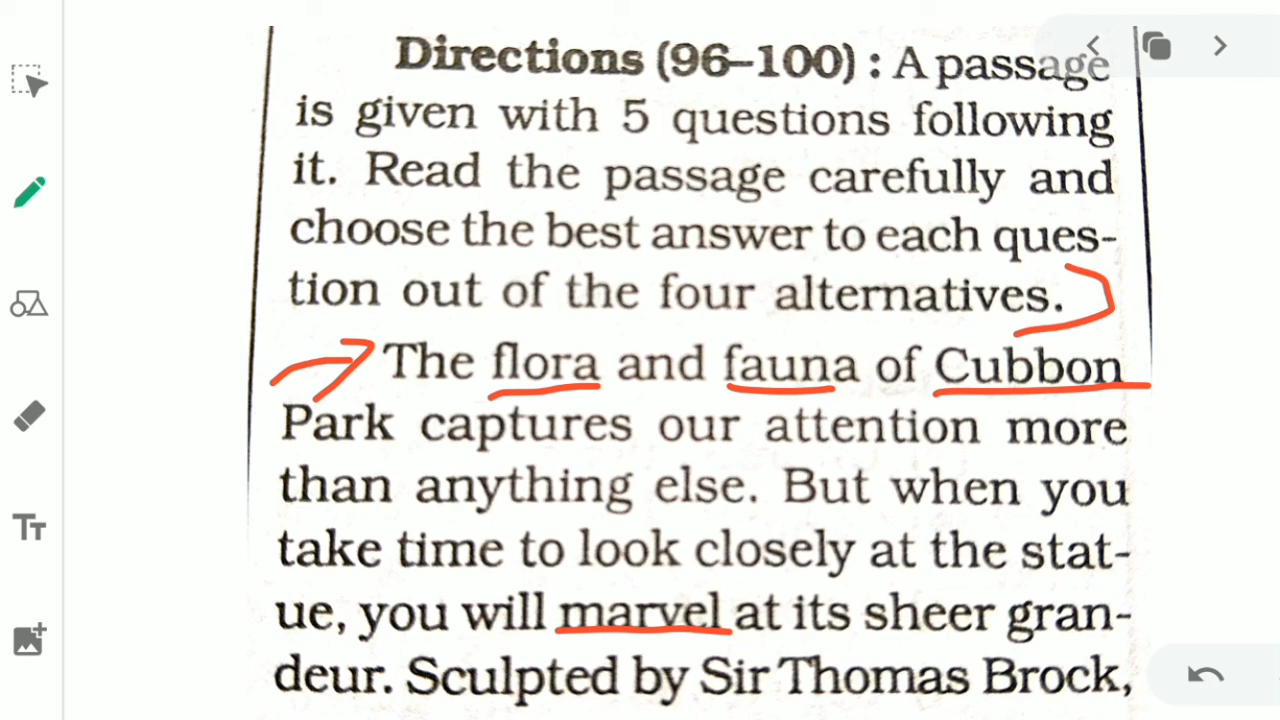 Directions (96–100) : A passage
is given with 5 questions following
it. Read the passage carefully and
choose the best answer to each ques-
tion out of the four alternatives.
The flora and fauna of Cubbon
Park captures our attention more
than anything else. But when you
take time to look closely at the stat-
ue, you will marvel at its sheer gran-
deur. Sculpted by Sir Thomas Brock,